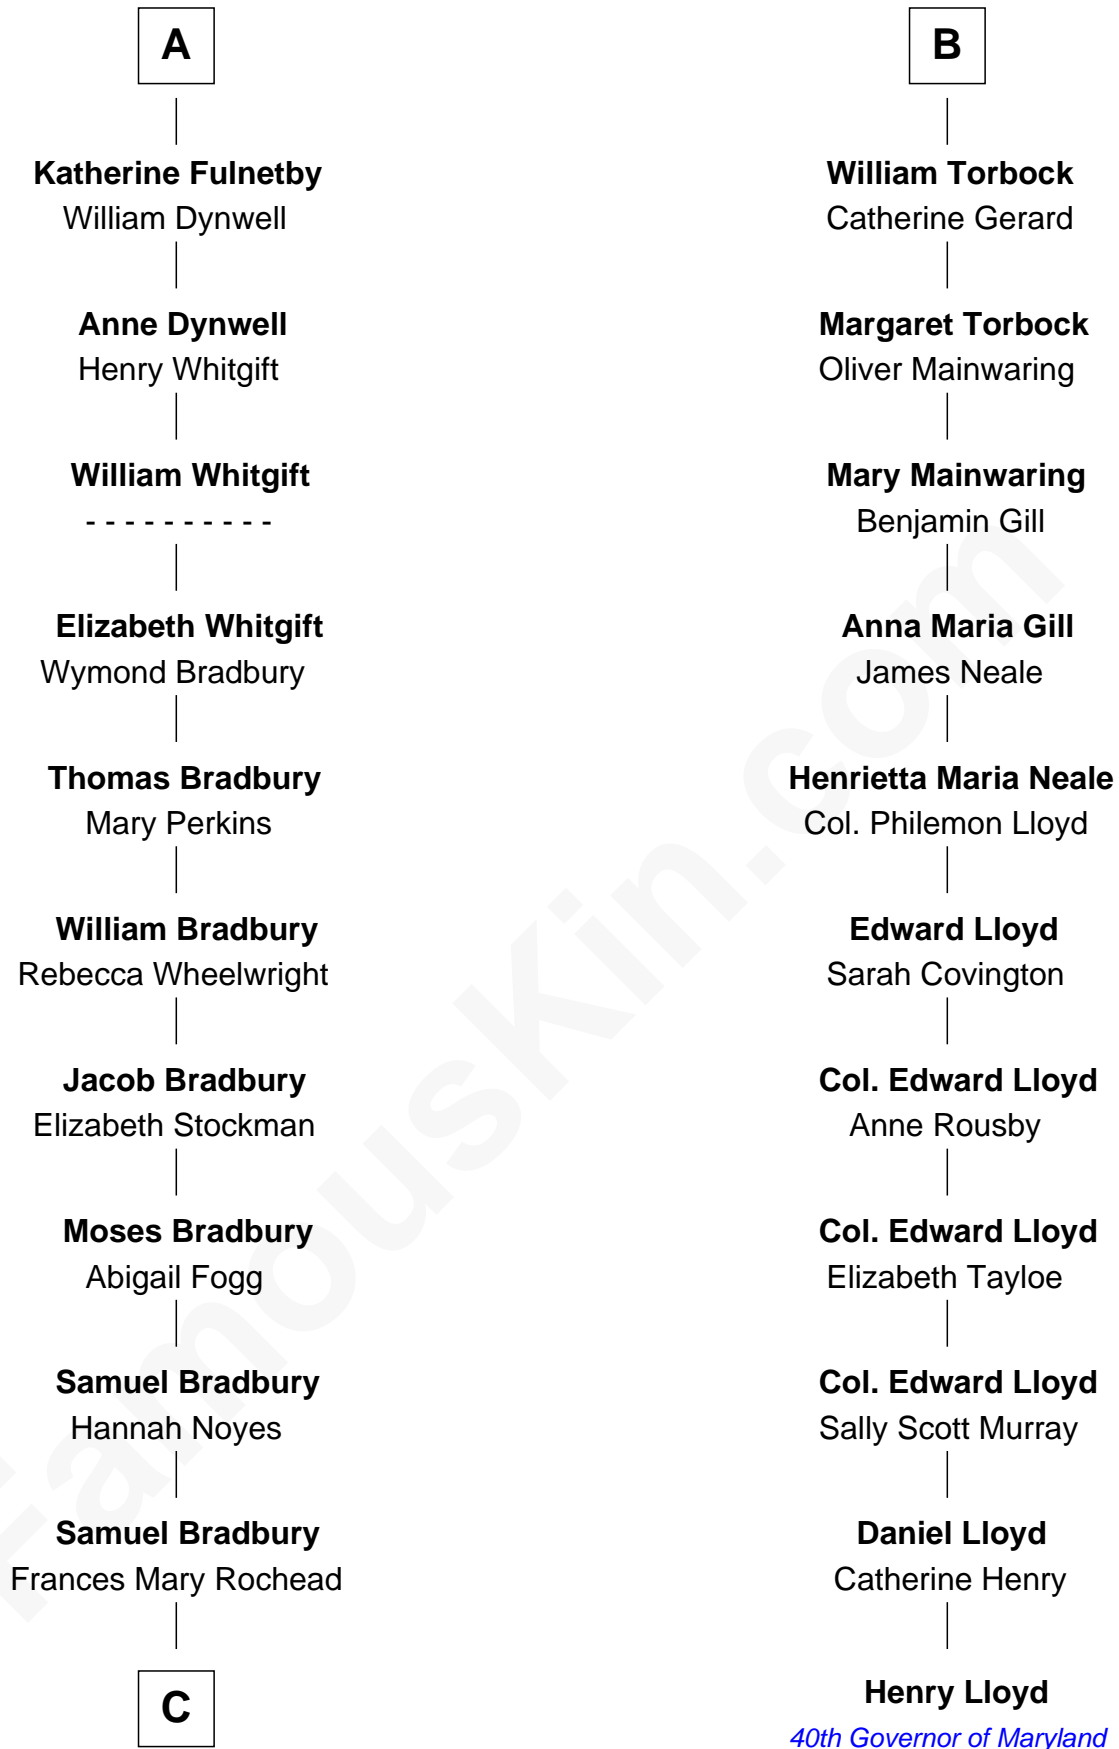 A
Katherine Fulnetby
William Dynwell
Anne Dynwell
Henry Whitgift
William Whitgift
- - - - - - - - - -
Elizabeth Whitgift
Wymond Bradbury
Thomas Bradbury
Mary Perkins
William Bradbury
Rebecca Wheelwright
Jacob Bradbury
Elizabeth Stockman
Moses Bradbury
Abigail Fogg
Samuel Bradbury
Hannah Noyes
Samuel Bradbury
Frances Mary Rochead
C
B
William Torbock
Catherine Gerard
Margaret Torbock
Oliver Mainwaring
Mary Mainwaring
Benjamin Gill
Anna Maria Gill
James Neale
Henrietta Maria Neale
Col. Philemon Lloyd
Edward Lloyd
Sarah Covington
Col. Edward Lloyd
Anne Rousby
Col. Edward Lloyd
Elizabeth Tayloe
Col. Edward Lloyd
Sally Scott Murray
Daniel Lloyd
Catherine Henry
Henry Lloyd
40th Governor of Maryland
FamousKin.com